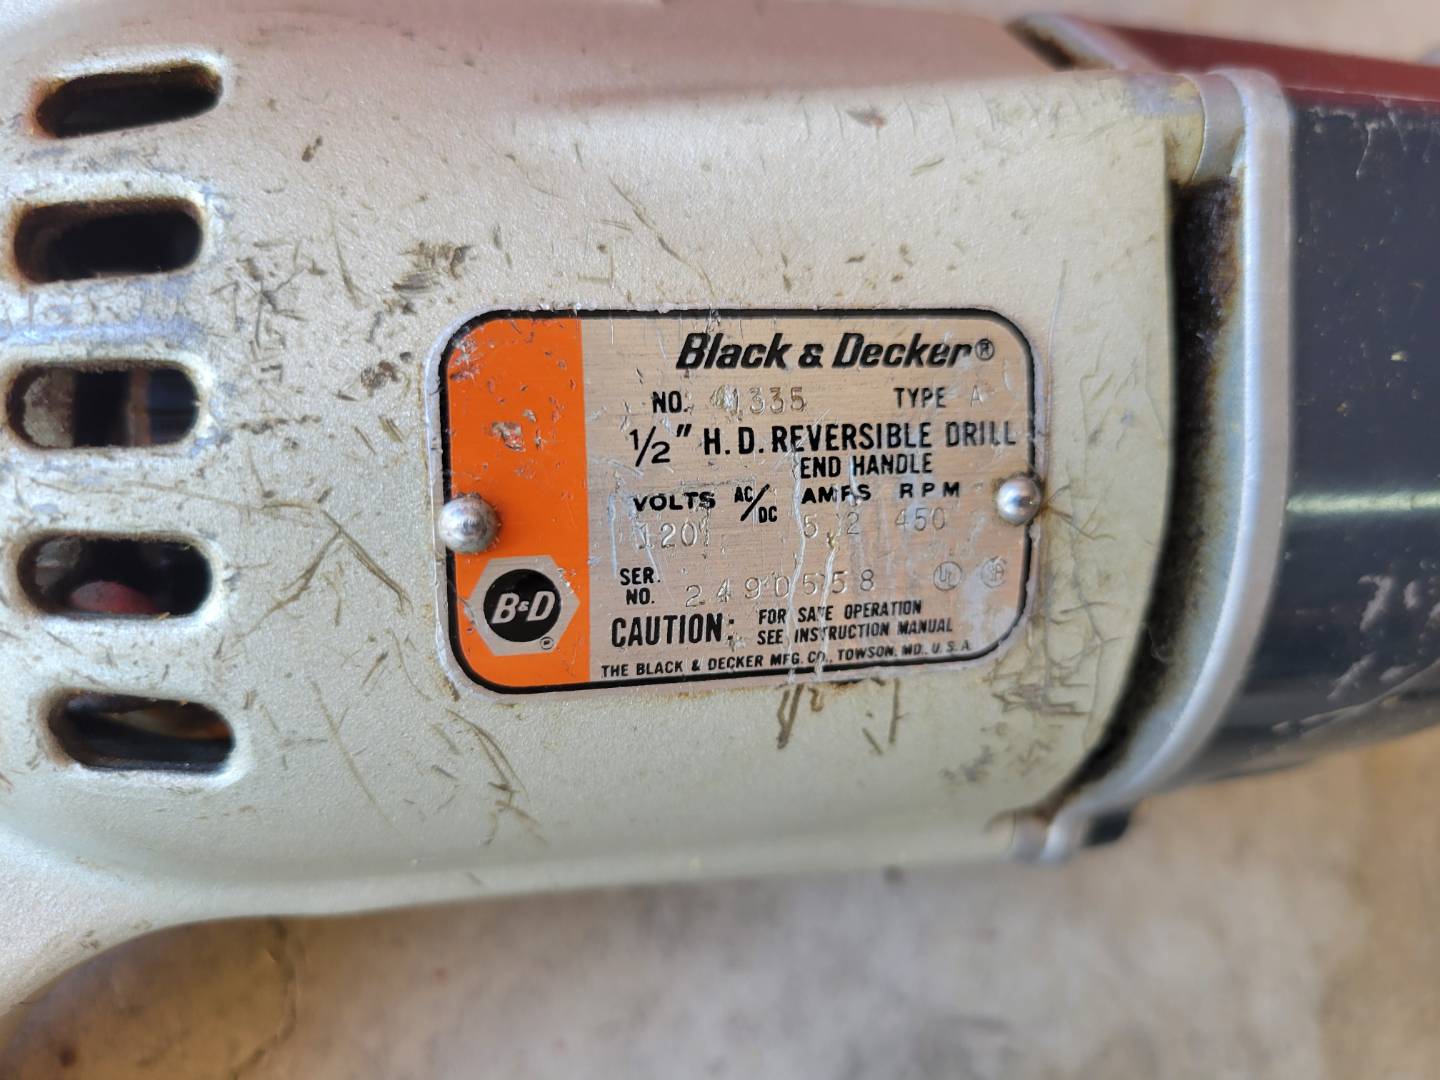 Black & Decker®
NO. 1335 TYPE A
1/2" H.D. REVERSIBLE DRILL
END HANDLE
VOLTS AC/DC AMPS RPM
120 5.2 450
SER. NO. 2490558
UL
B&D®
CAUTION: FOR SAFE OPERATION
SEE INSTRUCTION MANUAL
THE BLACK & DECKER MFG. CO., TOWSON, MD., U.S.A.